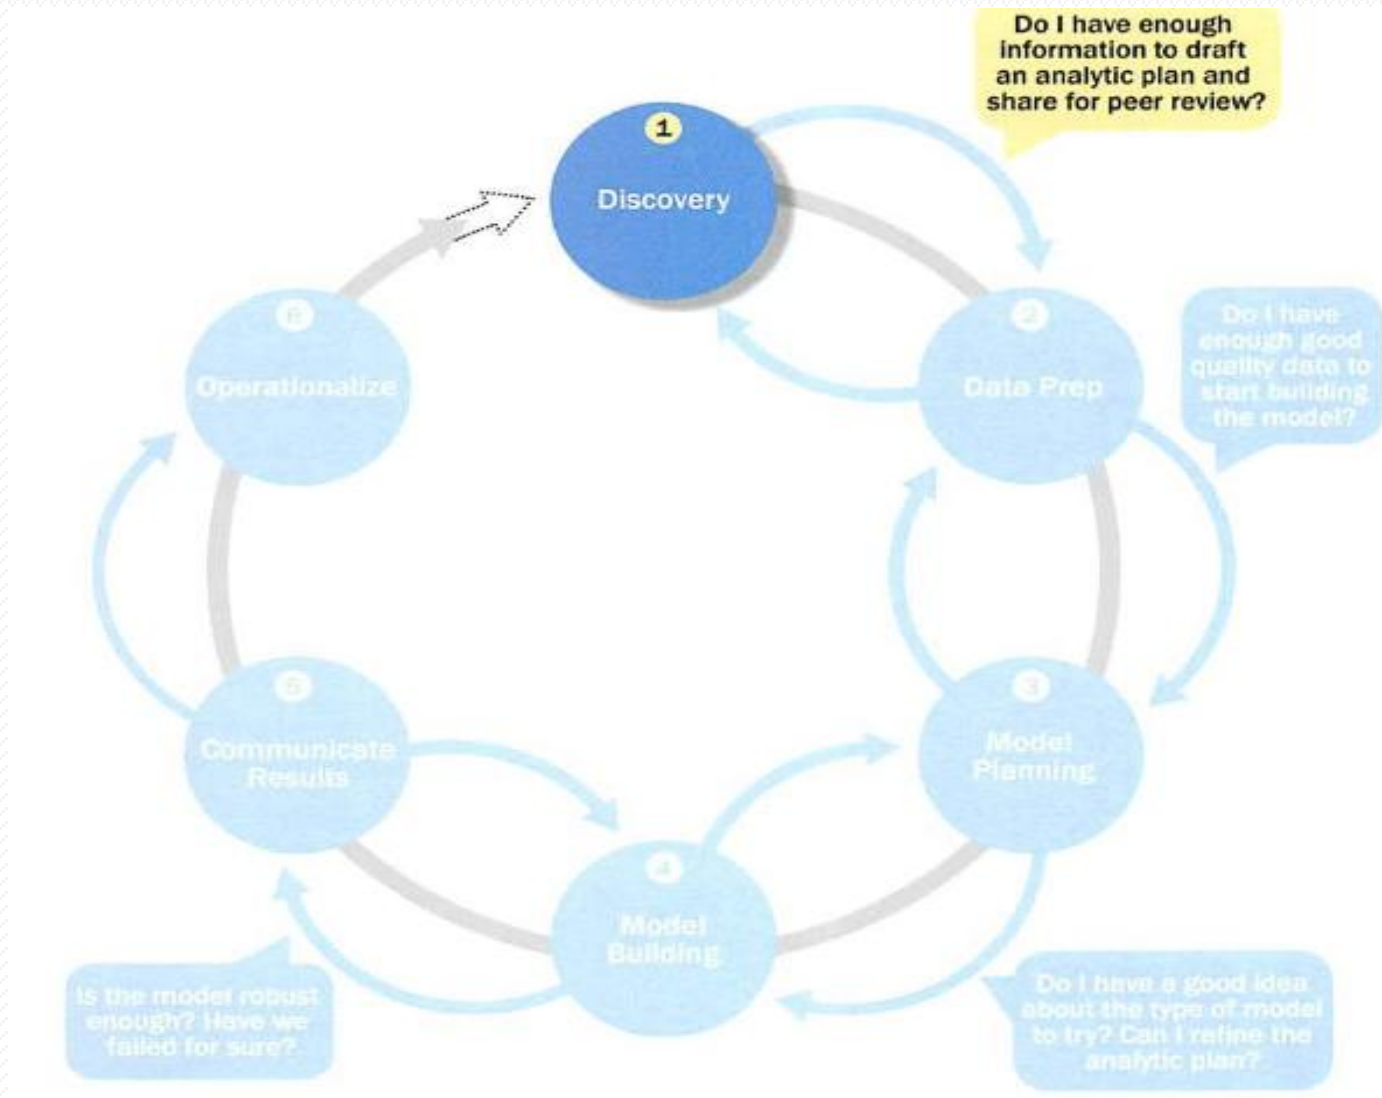 Do I have enough
information to draft
an analytic plan and
share for peer review?
1
Discovery
2
Data Prep
Do I have
enough good
quality data to
start building
the model?
3
Model
Planning
Do I have a good idea
about the type of model
to try? Can I refine the
analytic plan?
4
Model
Building
Is the model robust
enough? Have we
failed for sure?
5
Communicate
Results
6
Operationalize